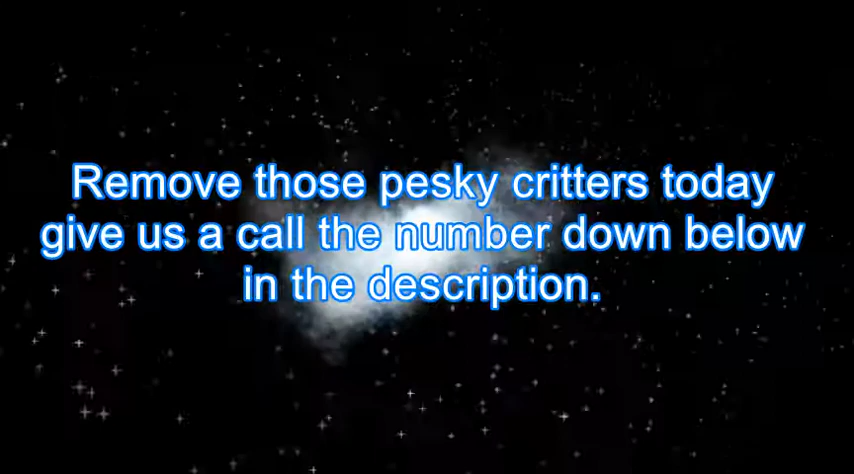 Remove those pesky critters today
give us a call the number down below
in the description.